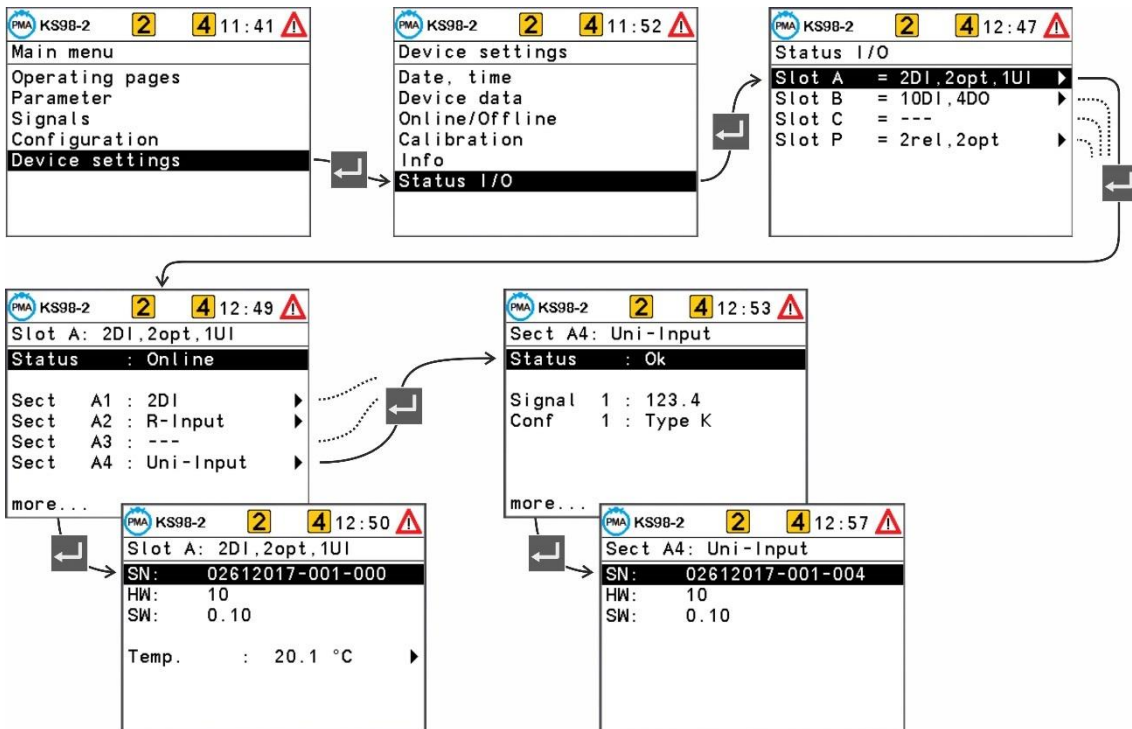 PMA KS98-2 2 4 11:41
Main menu
Operating pages
Parameter
Signals
Configuration
Device settings
PMA KS98-2 2 4 11:52
Device settings
Date, time
Device data
Online/Offline
Calibration
Info
Status I/O
PMA KS98-2 2 4 12:47
Status I/O
Slot A = 2DI,2opt,1UI
Slot B = 10DI,4DO
Slot C = ---
Slot P = 2rel,2opt
PMA KS98-2 2 4 12:49
Slot A: 2DI,2opt,1UI
Status : Online
Sect A1 : 2DI
Sect A2 : R-Input
Sect A3 : ---
Sect A4 : Uni-Input
more...
PMA KS98-2 2 4 12:53
Sect A4: Uni-Input
Status : Ok
Signal 1 : 123.4
Conf 1 : Type K
more...
PMA KS98-2 2 4 12:50
Slot A: 2DI,2opt,1UI
SN: 02612017-001-000
HW: 10
SW: 0.10
Temp. : 20.1 °C
PMA KS98-2 2 4 12:57
Sect A4: Uni-Input
SN: 02612017-001-004
HW: 10
SW: 0.10